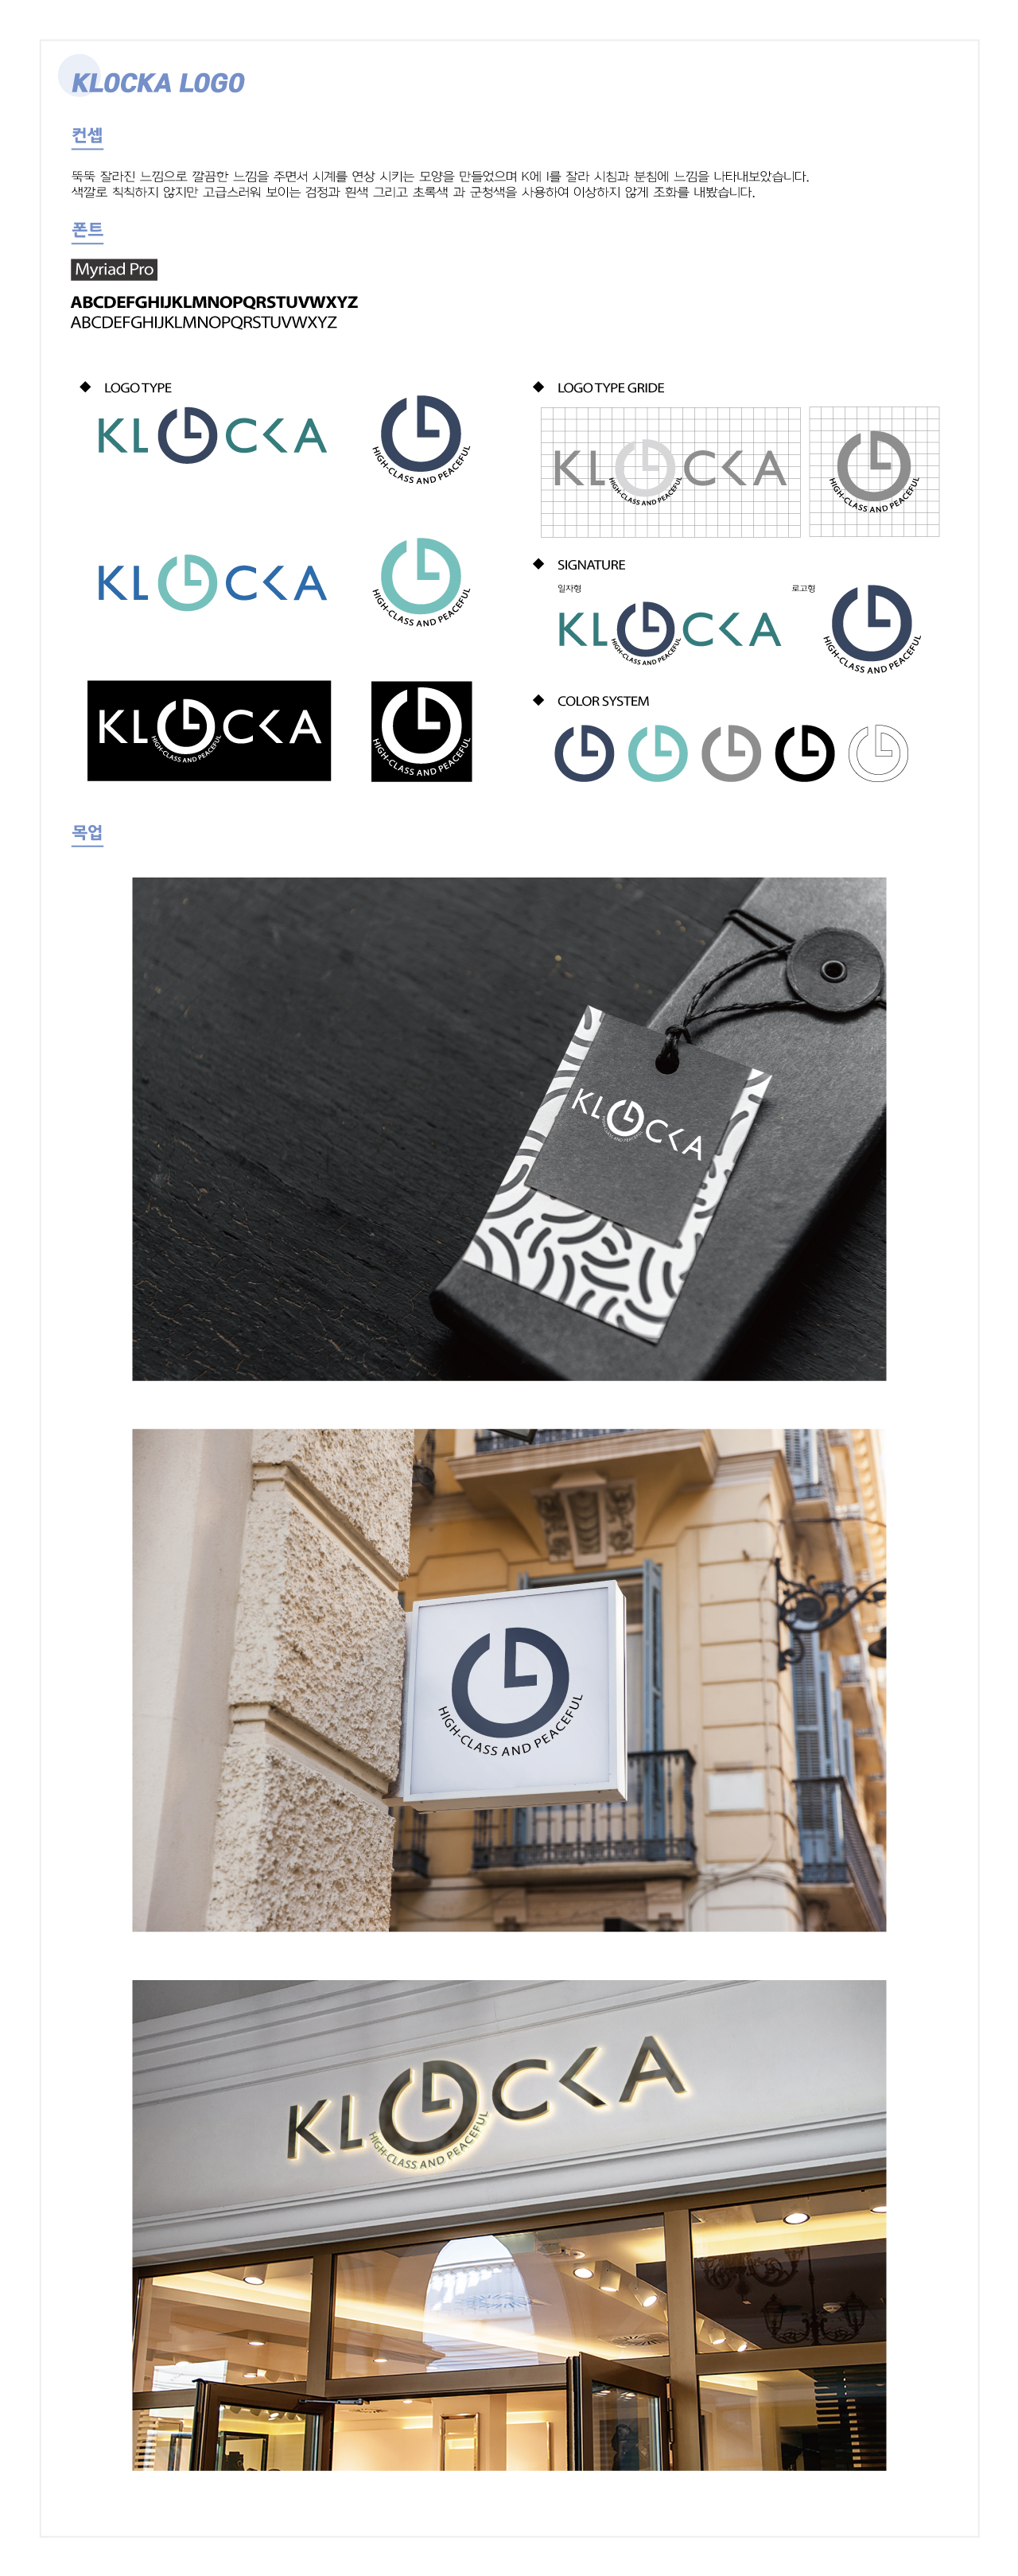 KLOCKA LOGO
컨셉
뚝뚝 잘라진 느낌으로 깔끔한 느낌을 주면서 시계를 연상 시키는 모양을 만들었으며 K에 I를 잘라 시침과 분침에 느낌을 나타내보았습니다.
색깔로 칙칙하지 않지만 고급스러워 보이는 검정과 흰색 그리고 초록색 과 군청색을 사용하여 이상하지 않게 조화를 내봤습니다.
폰트
Myriad Pro
ABCDEFGHIJKLMNOPQRSTUVWXYZ
ABCDEFGHIJKLMNOPQRSTUVWXYZ
LOGO TYPE
KLOCKA
HIGH-CLASS AND PEACEFUL
KLOCKA
HIGH-CLASS AND PEACEFUL
KLOCKA
HIGH-CLASS AND PEACEFUL
HIGH-CLASS AND PEACEFUL
LOGO TYPE GRIDE
KLOCKA
HIGH-CLASS AND PEACEFUL
HIGH-CLASS AND PEACEFUL
SIGNATURE
일자형
로고형
KLOCKA
HIGH-CLASS AND PEACEFUL
HIGH-CLASS AND PEACEFUL
COLOR SYSTEM
목업
KLOCKA
HIGH-CLASS AND PEACEFUL
HIGH-CLASS AND PEACEFUL
KLOCKA
HIGH-CLASS AND PEACEFUL